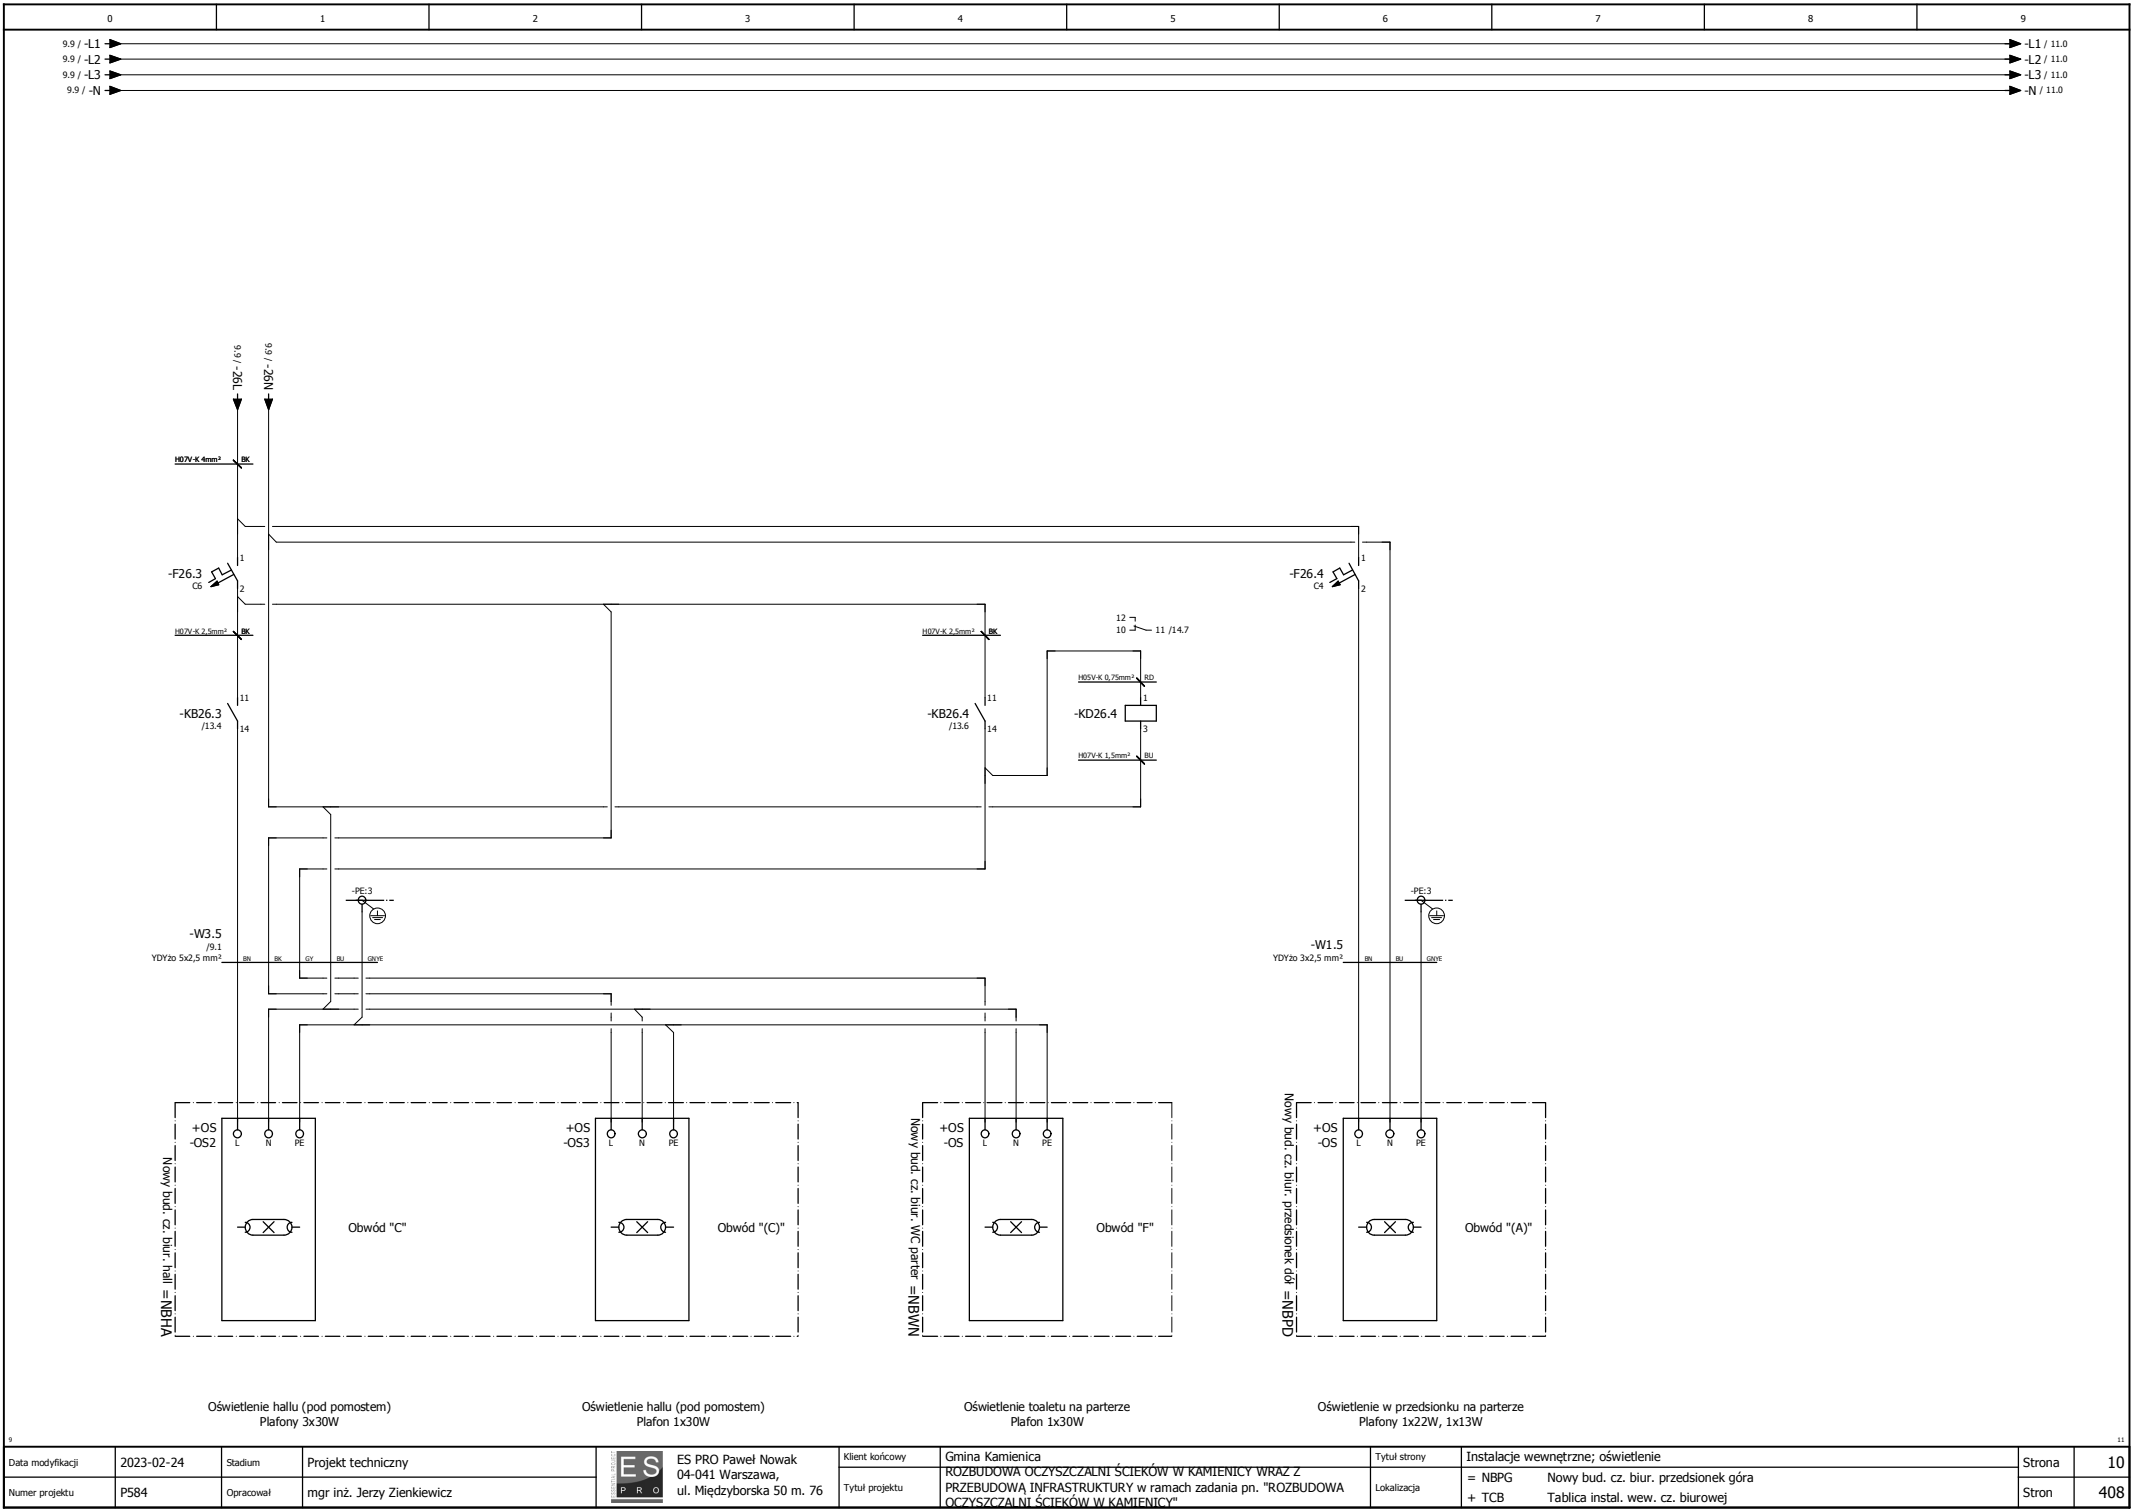 0 1 2 3 4 5 6 7 8 9
9.9 / -L1 -L1 / 11.0
9.9 / -L2 -L2 / 11.0
9.9 / -L3 -L3 / 11.0
9.9 / -N -N / 11.0
9.9 / -26L
9.9 / -26N
H07V-K 4mm² BK
1 1
-F26.3 -F26.4
C6 C4
2 2
12
10 11 /14.7
H07V-K 2,5mm² BK H07V-K 2,5mm² BK
H05V-K 0,75mm² RD
11 11 1
-KB26.3 -KB26.4 -KD26.4
/13.4 /13.6
14 14 3
H07V-K 1,5mm² BU
-PE:3 -PE:3
-W3.5
/9.1
YDYżo 5x2,5 mm² BN BK GY BU GNYE
-W1.5
YDYżo 3x2,5 mm² BN BU GNYE
+OS +OS +OS +OS
-OS2 -OS3 -OS -OS
L N PE L N PE L N PE L N PE
Nowy bud. cz. biur. hall =NBHA
Nowy bud. cz. biur. WC parter =NBWN
Nowy bud. cz. biur. przedsionek dół =NBPD
Obwód "C" Obwód "(C)" Obwód "F" Obwód "(A)"
Oświetlenie hallu (pod pomostem) Oświetlenie hallu (pod pomostem) Oświetlenie toaletu na parterze Oświetlenie w przedsionku na parterze
Plafony 3x30W Plafon 1x30W Plafon 1x30W Plafony 1x22W, 1x13W
9 11
Data modyfikacji 2023-02-24 Stadium Projekt techniczny
Numer projektu P584 Opracował mgr inż. Jerzy Zienkiewicz
ES
PRO
ES PRO Paweł Nowak
04-041 Warszawa,
ul. Międzyborska 50 m. 76
Klient końcowy Gmina Kamienica
Tytuł projektu
ROZBUDOWA OCZYSZCZALNI ŚCIEKÓW W KAMIENICY WRAZ Z
PRZEBUDOWĄ INFRASTRUKTURY w ramach zadania pn. "ROZBUDOWA
OCZYSZCZALNI ŚCIEKÓW W KAMIENICY"
Tytuł strony Instalacje wewnętrzne; oświetlenie
Lokalizacja
= NBPG Nowy bud. cz. biur. przedsionek góra
+ TCB Tablica instal. wew. cz. biurowej
Strona 10
Stron 408